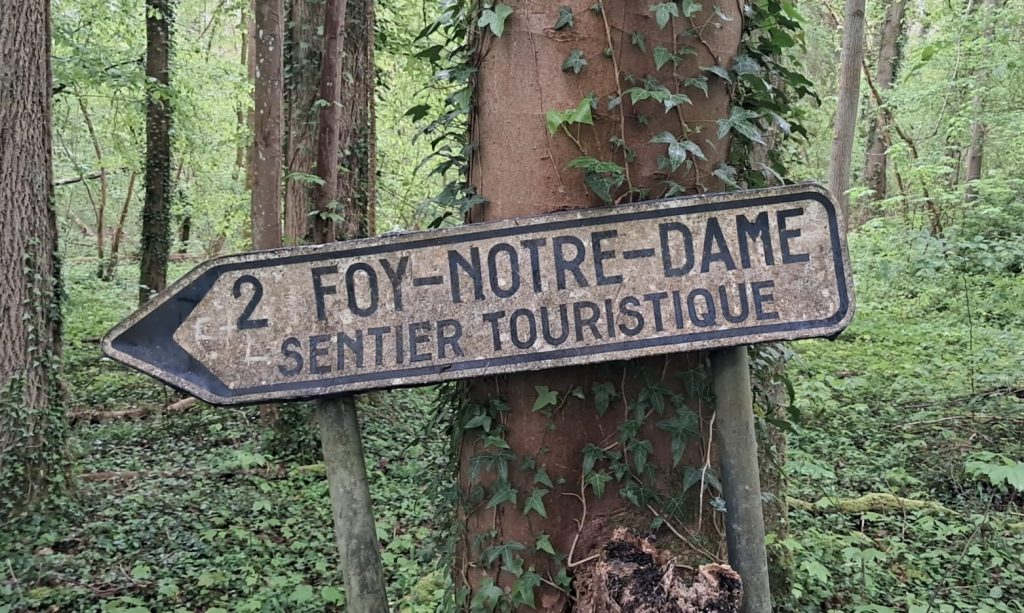 2 FOY-NOTRE-DAME
SENTIER TOURISTIQUE